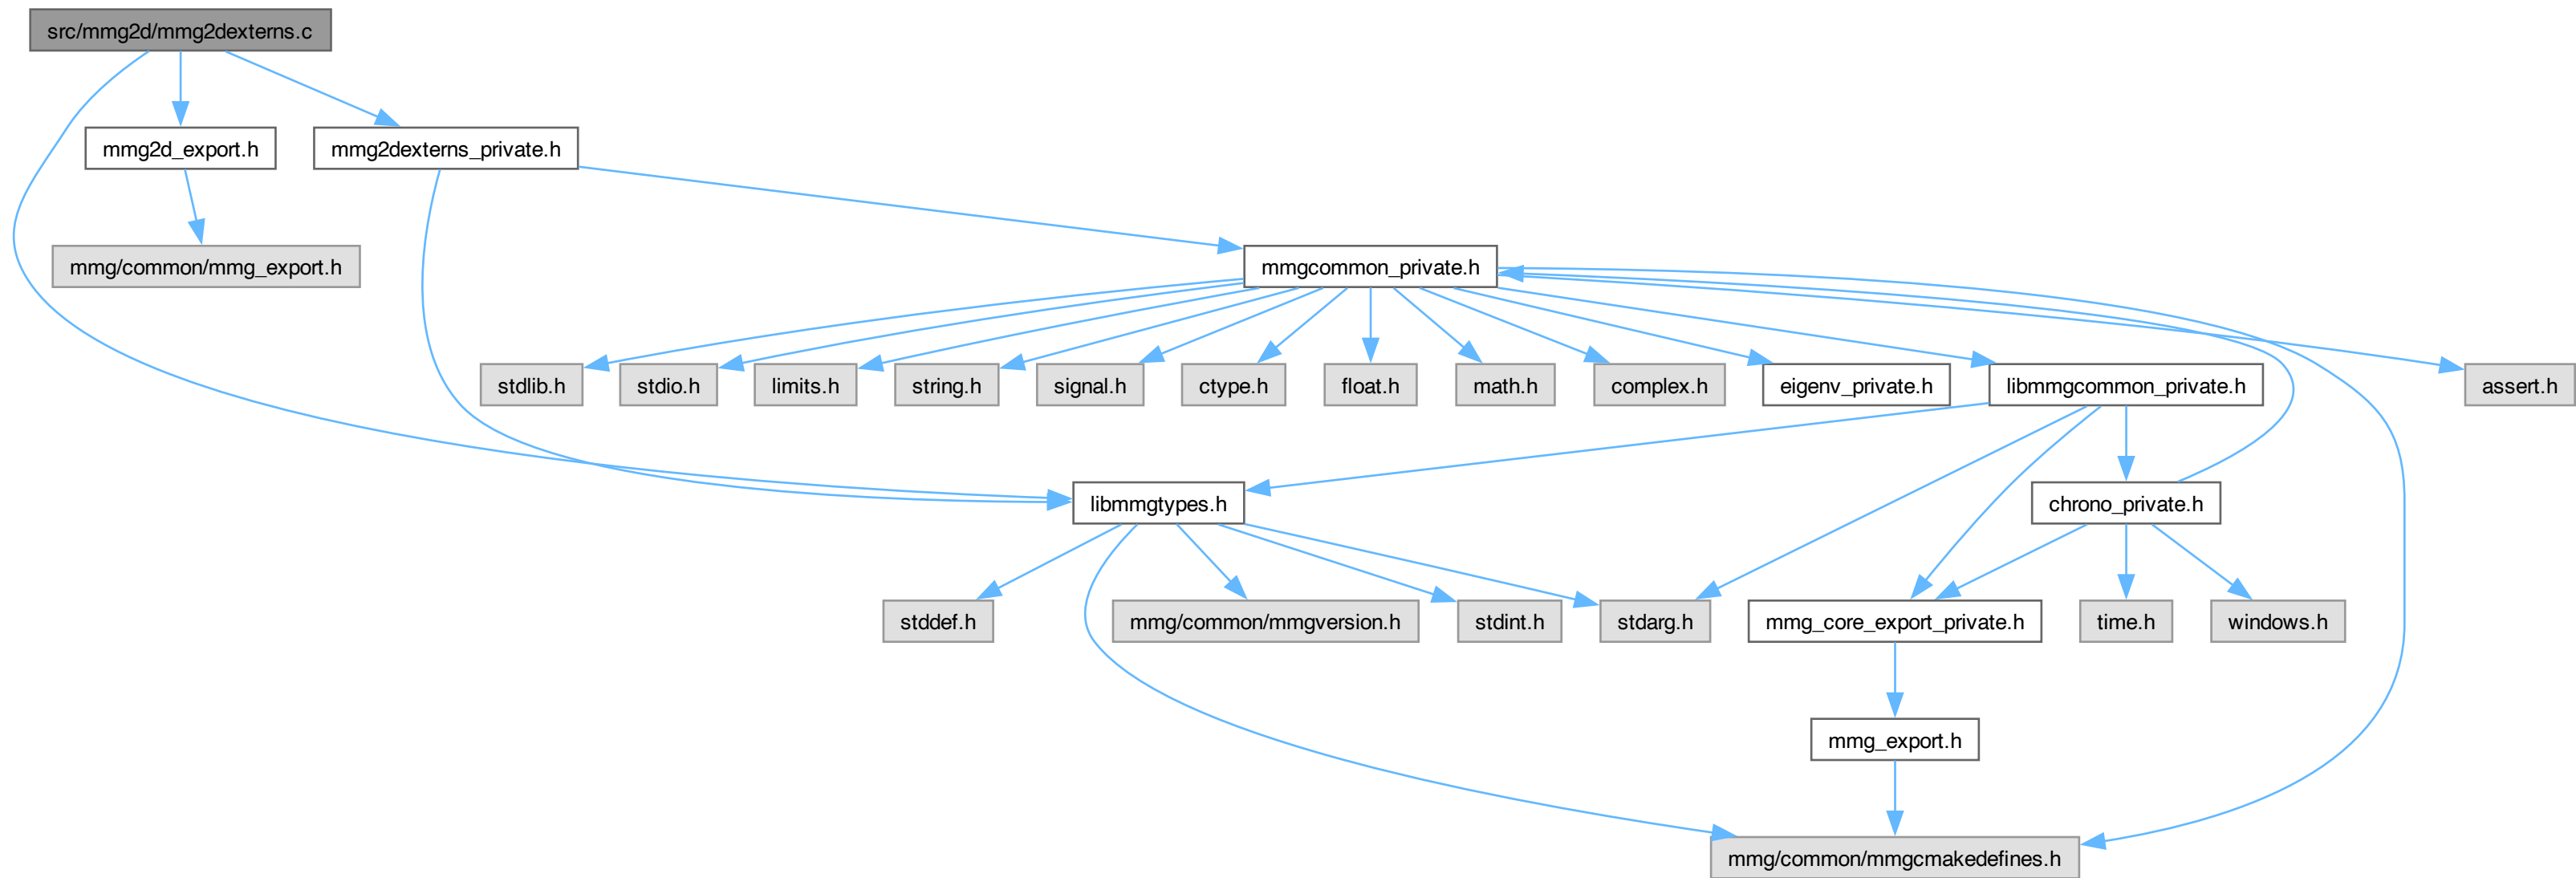 src/mmg2d/mmg2dexterns.c
mmg2d_export.h
mmg2dexterns_private.h
mmg/common/mmg_export.h
mmgcommon_private.h
stdlib.h
stdio.h
limits.h
string.h
signal.h
ctype.h
float.h
math.h
complex.h
eigenv_private.h
libmmgcommon_private.h
assert.h
libmmgtypes.h
chrono_private.h
stddef.h
mmg/common/mmgversion.h
stdint.h
stdarg.h
mmg_core_export_private.h
time.h
windows.h
mmg_export.h
mmg/common/mmgcmakedefines.h